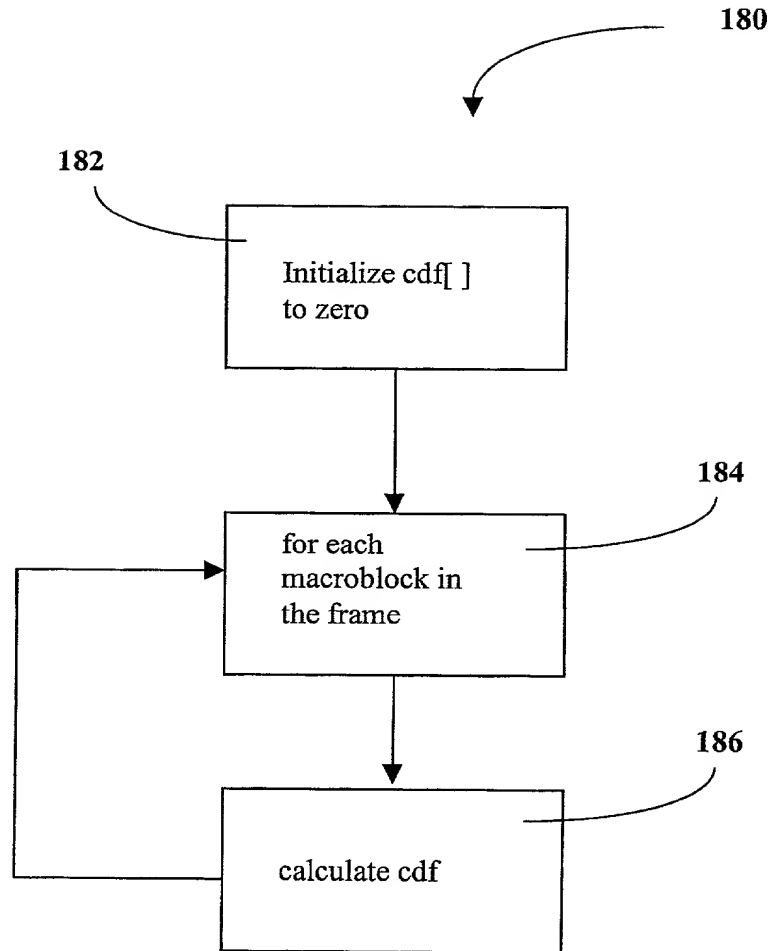 180
182
Initialize cdf[ ]
to zero
184
for each
macroblock in
the frame
186
calculate cdf